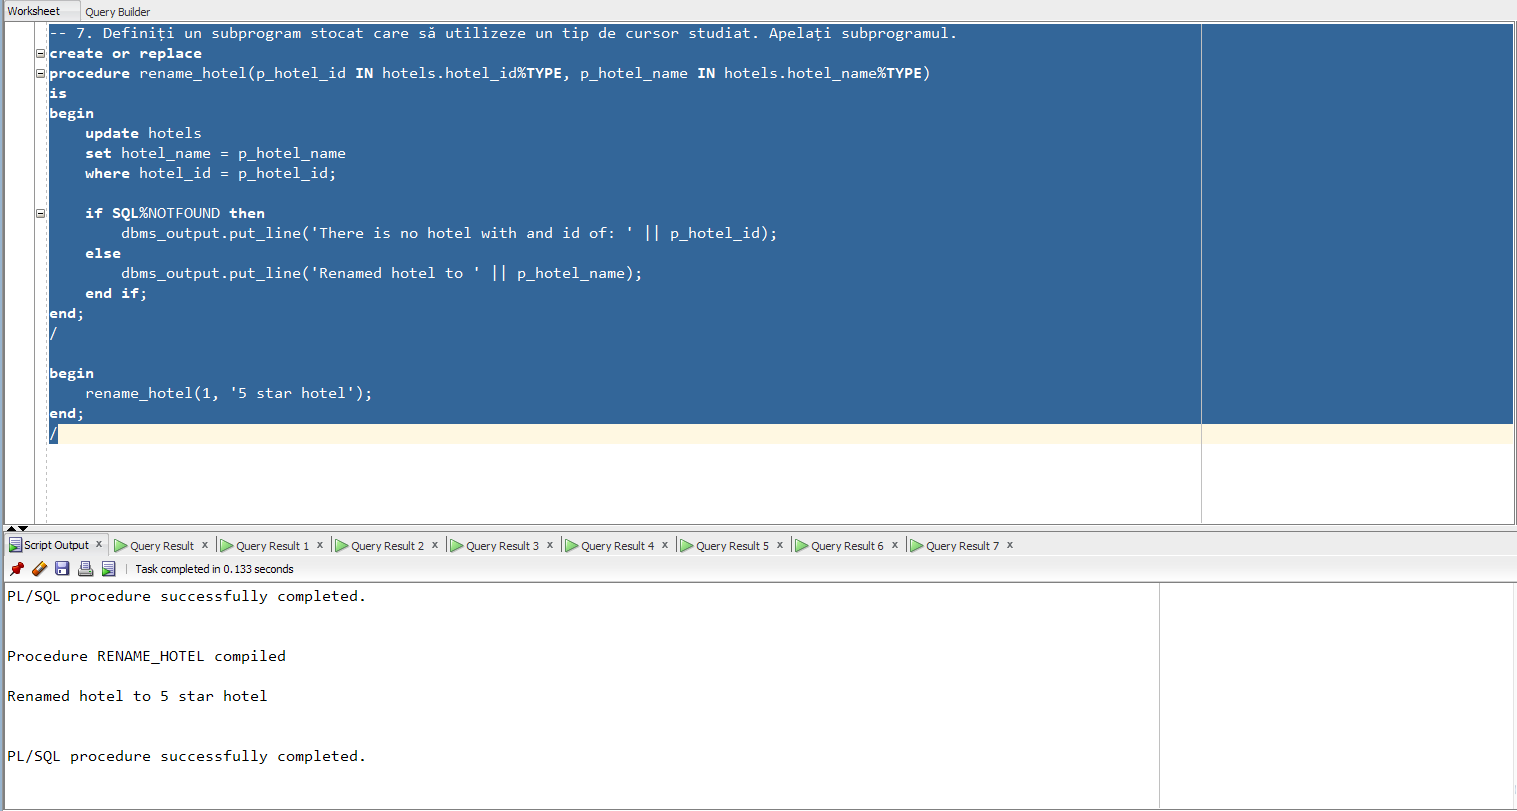 Worksheet Query Builder
-- 7. Definiți un subprogram stocat care să utilizeze un tip de cursor studiat. Apelați subprogramul.
create or replace
procedure rename_hotel(p_hotel_id IN hotels.hotel_id%TYPE, p_hotel_name IN hotels.hotel_name%TYPE)
is
begin
    update hotels
    set hotel_name = p_hotel_name
    where hotel_id = p_hotel_id;
    if SQL%NOTFOUND then
        dbms_output.put_line('There is no hotel with and id of: ' || p_hotel_id);
    else
        dbms_output.put_line('Renamed hotel to ' || p_hotel_name);
    end if;
end;
/
begin
    rename_hotel(1, '5 star hotel');
end;
/
Script Output x Query Result x Query Result 1 x Query Result 2 x Query Result 3 x Query Result 4 x Query Result 5 x Query Result 6 x Query Result 7 x
Task completed in 0.133 seconds
PL/SQL procedure successfully completed.
Procedure RENAME_HOTEL compiled
Renamed hotel to 5 star hotel
PL/SQL procedure successfully completed.